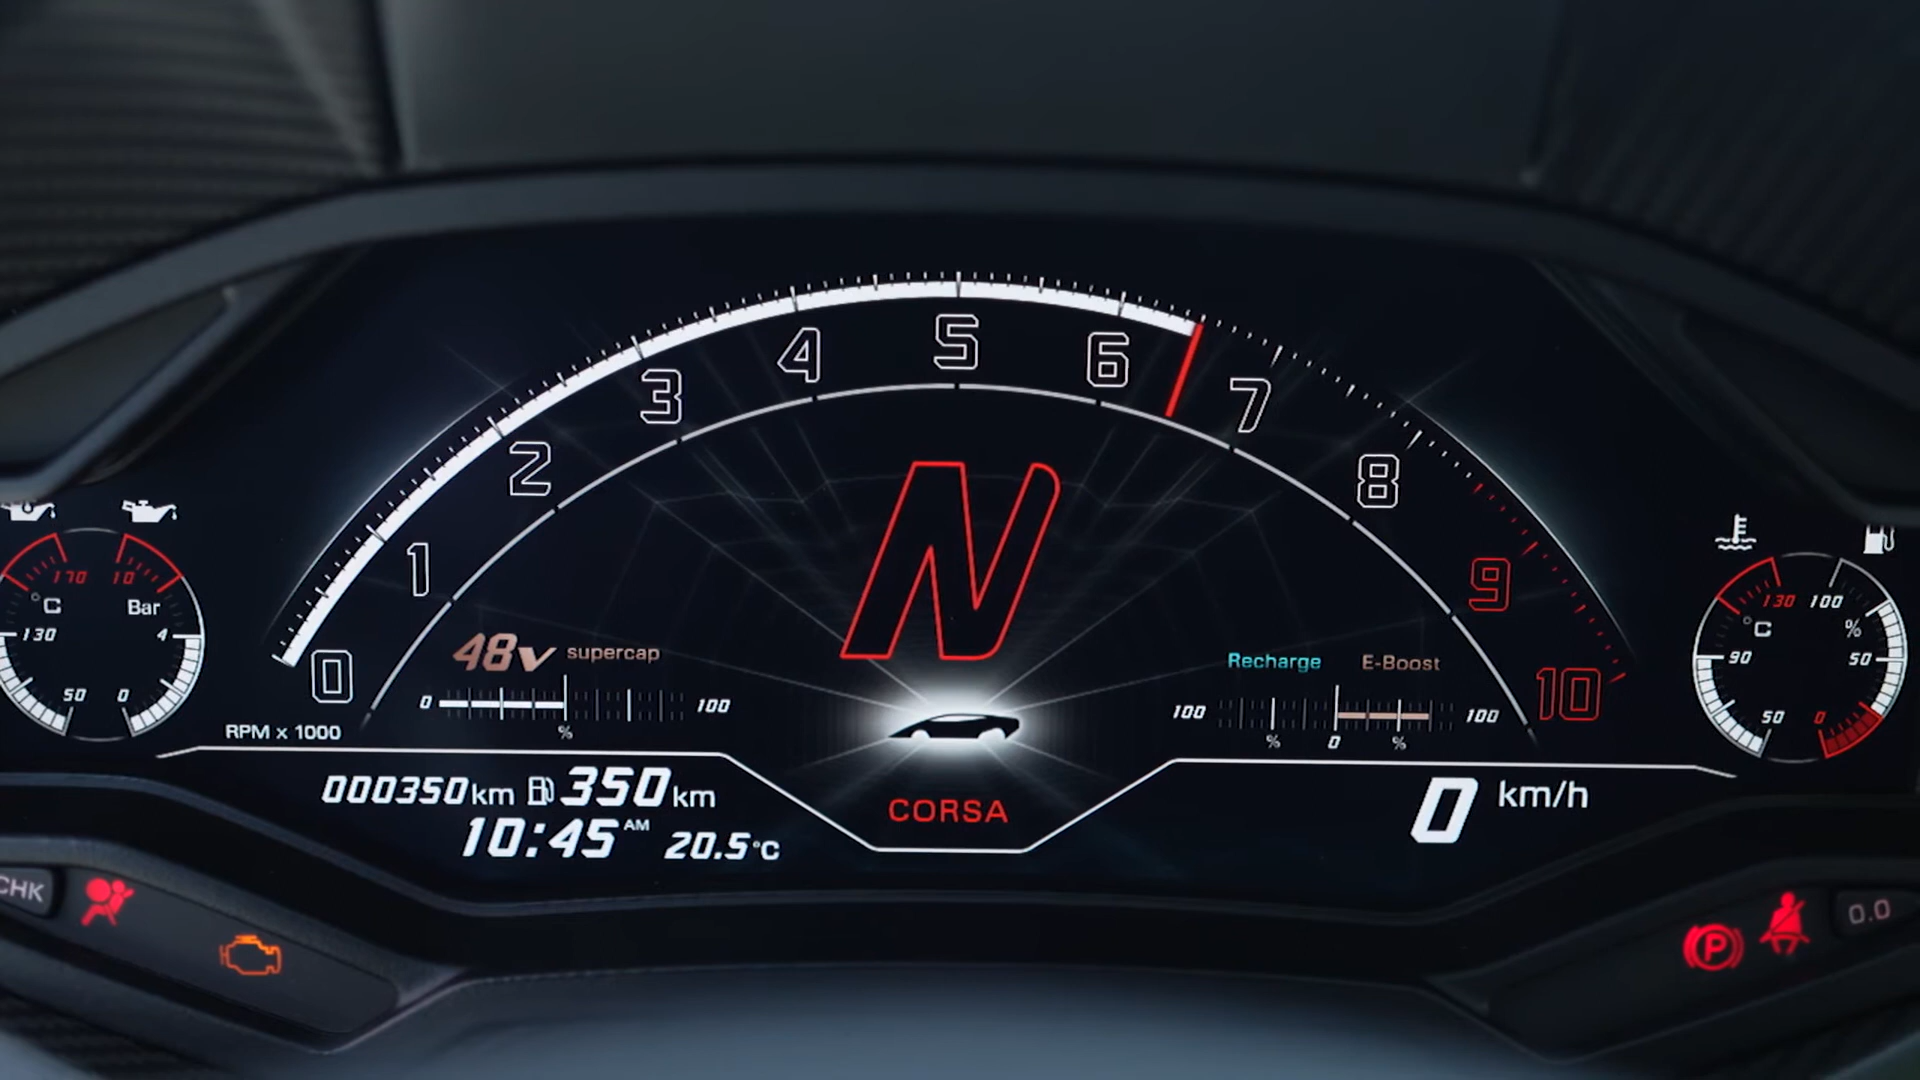 0 1 2 3 4 5 6 7 8 9 10
RPM x 1000
N
170 10
°C Bar
130 4
50 0
48V supercap
0 100
%
Recharge E-Boost
100 0 100
% %
130 100
°C %
90 50
50 0
000350km 350km
10:45 AM 20.5°C
CORSA
0 km/h
CHK
P
0.0